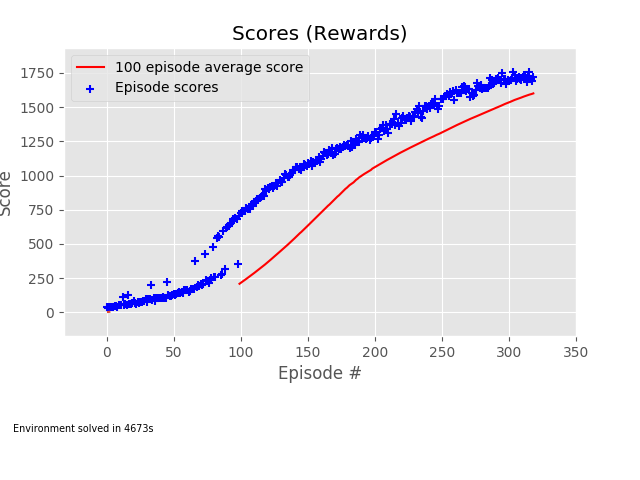 Scores (Rewards)
100 episode average score
Episode scores
1750
1500
1250
1000
750
500
250
0
Score
0 50 100 150 200 250 300 350
Episode #
Environment solved in 4673s